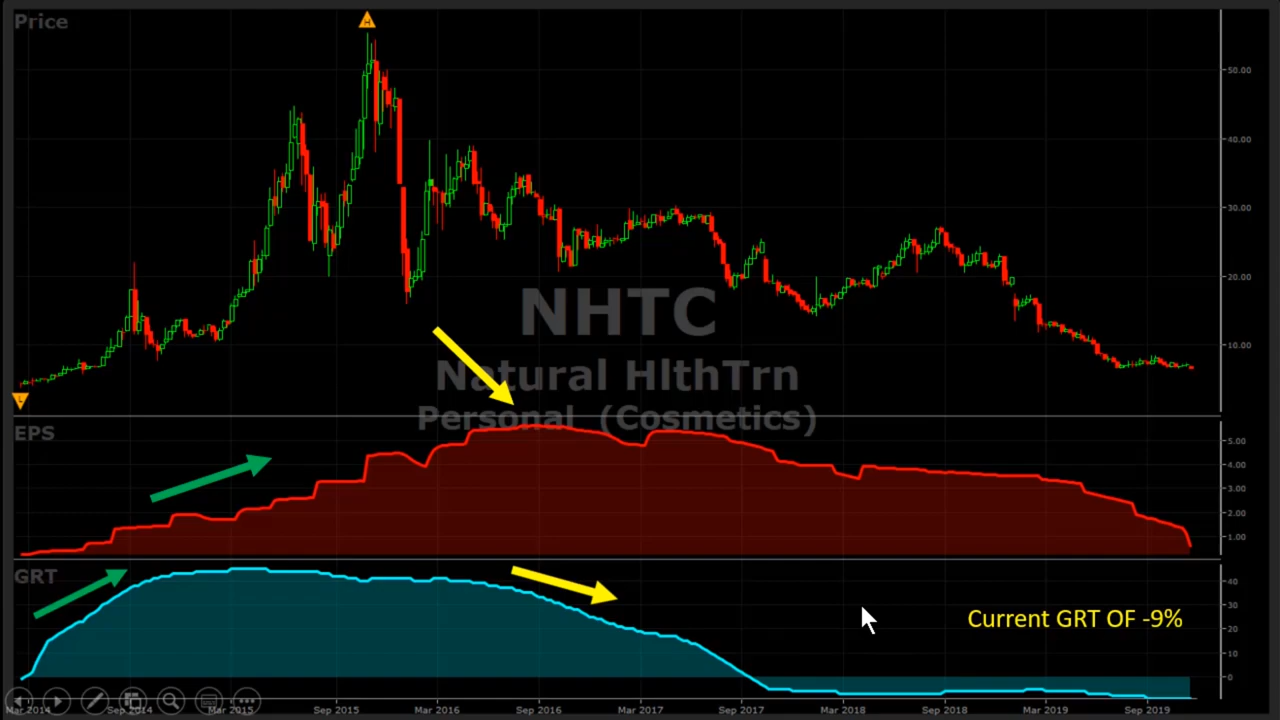 Price
H
50.00
40.00
30.00
20.00
10.00
NHTC
Natural HlthTrn
Personal (Cosmetics)
L
EPS
5.00
4.00
3.00
2.00
1.00
GRT
40
30
20
10
0
Current GRT OF -9%
Mar 2014 Sep 2014 Mar 2015 Sep 2015 Mar 2016 Sep 2016 Mar 2017 Sep 2017 Mar 2018 Sep 2018 Mar 2019 Sep 2019